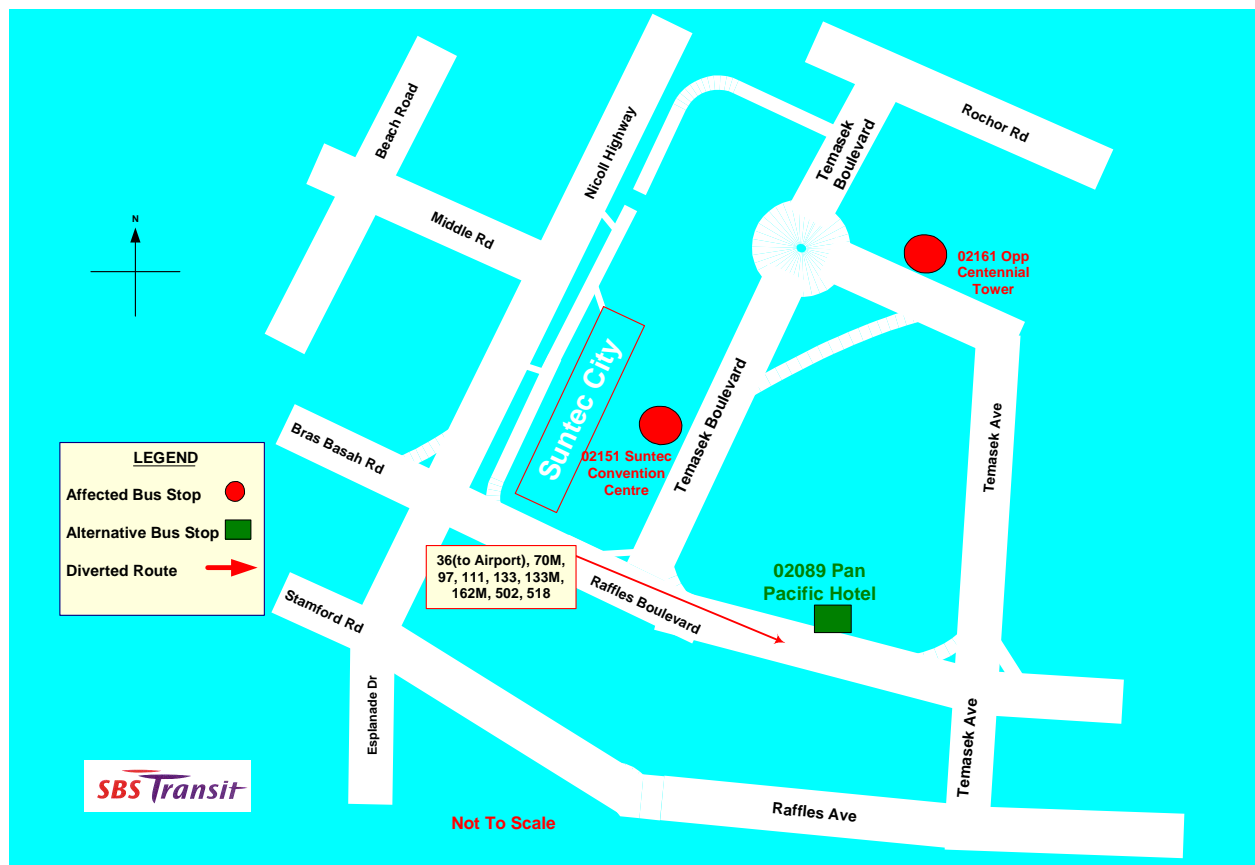 Rochor Rd
Temasek
Boulevard
Nicoll Highway
Beach Road
Middle Rd
N
02161 Opp
Centennial
Tower
Suntec City
Temasek Boulevard
02151 Suntec
Convention
Centre
Temasek Ave
Bras Basah Rd
LEGEND
Affected Bus Stop
Alternative Bus Stop
Diverted Route
36(to Airport), 70M,
97, 111, 133, 133M,
162M, 502, 518
Raffles Boulevard
02089 Pan
Pacific Hotel
Stamford Rd
Esplanade Dr
Temasek Ave
SBS Transit
Not To Scale
Raffles Ave